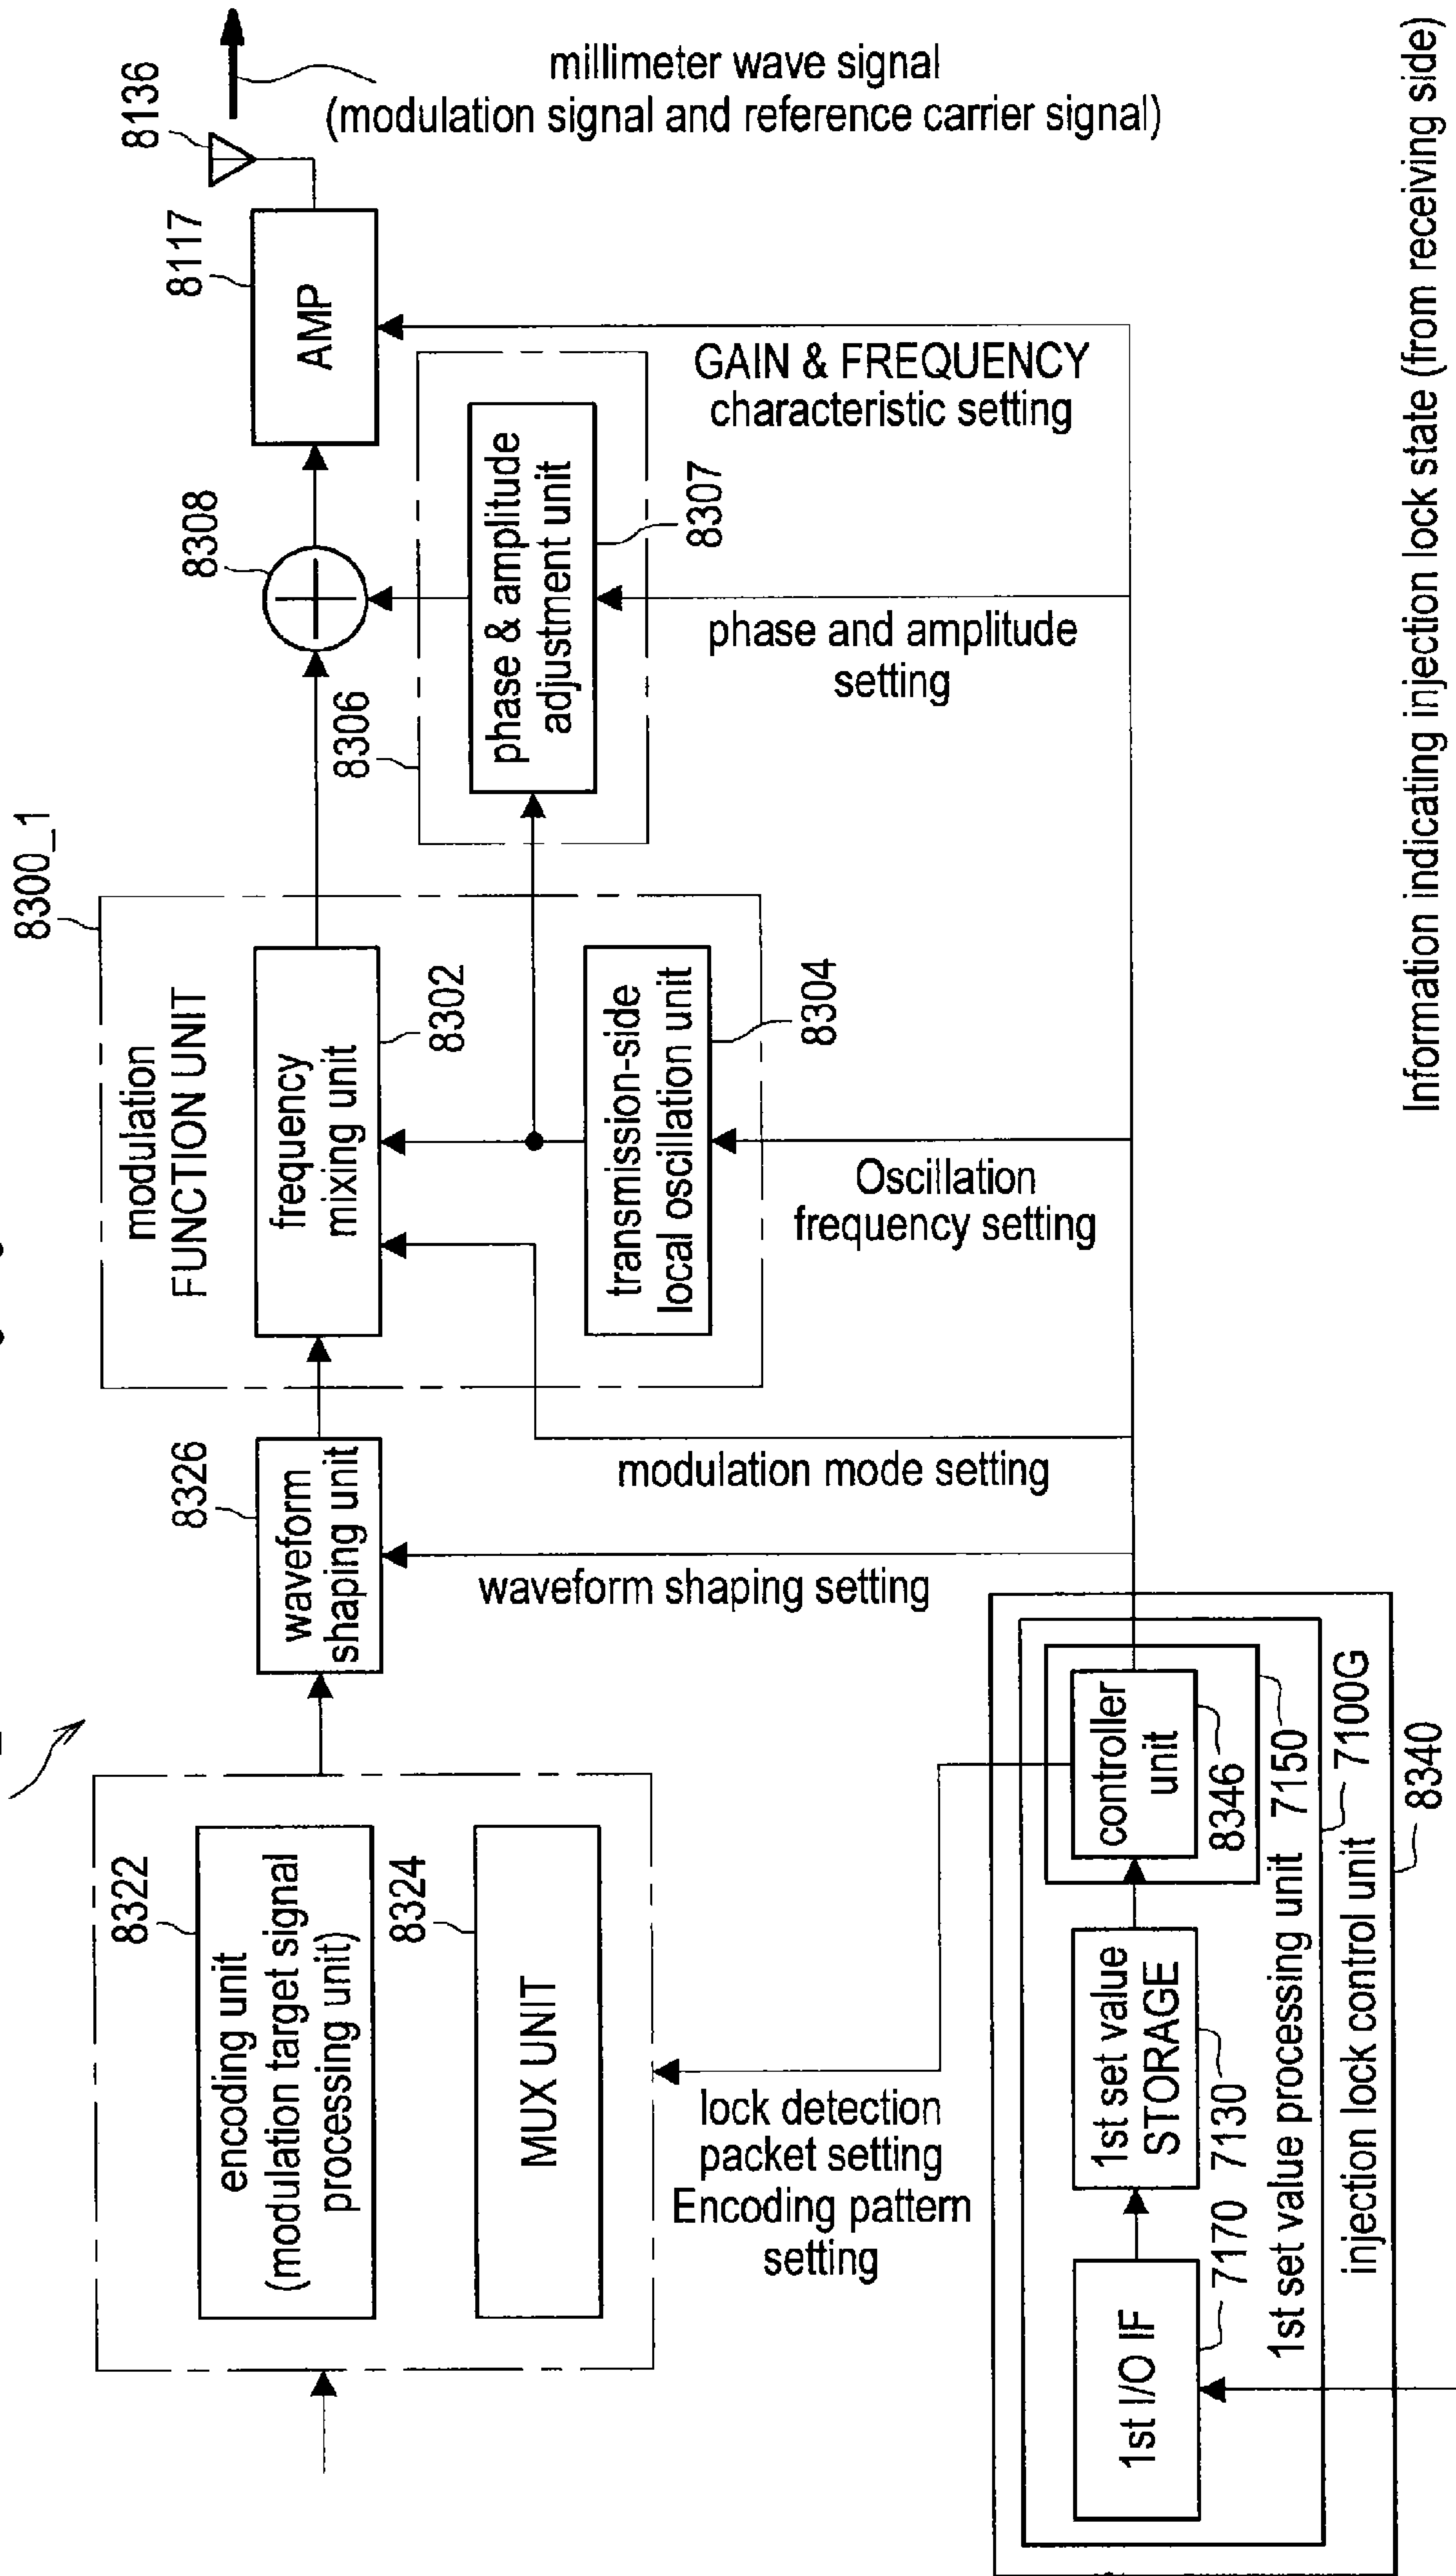 8300_1
8136
8117
8308
modulation
FUNCTION UNIT
8306
millimeter wave signal
(modulation signal and reference carrier signal)
8322
encoding unit
(modulation target signal
processing unit)
8324
MUX UNIT
8326
waveform
shaping unit
frequency
mixing unit
8302
transmission-side
local oscillation unit
8304
phase & amplitude
adjustment unit
8307
AMP
lock detection
packet setting
Encoding pattern
setting
waveform shaping setting
modulation mode setting
Oscillation
frequency setting
phase and amplitude
setting
GAIN & FREQUENCY
characteristic setting
1st I/O IF
7170
1st set value
STORAGE
7130
controller
unit
8346
7150
1st set value processing unit
7100G
injection lock control unit
8340
Information indicating injection lock state (from receiving side)